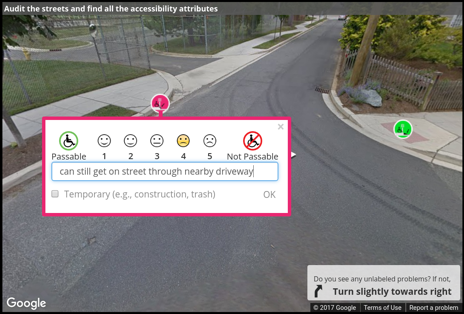 Audit the streets and find all the accessibility attributes
×
Passable 1 2 3 4 5 Not Passable
can still get on street through nearby driveway
Temporary (e.g., construction, trash) OK
Do you see any unlabeled problems? If not,
Turn slightly towards right
Google
© 2017 Google Terms of Use Report a problem